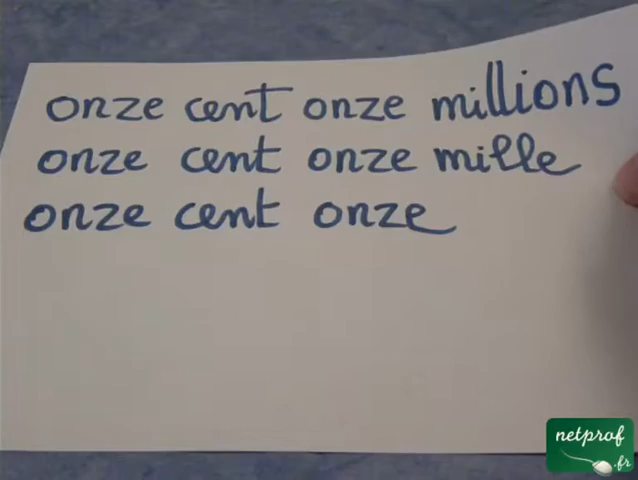 onze cent onze millions
onze cent onze mille
onze cent onze
netprof
.fr